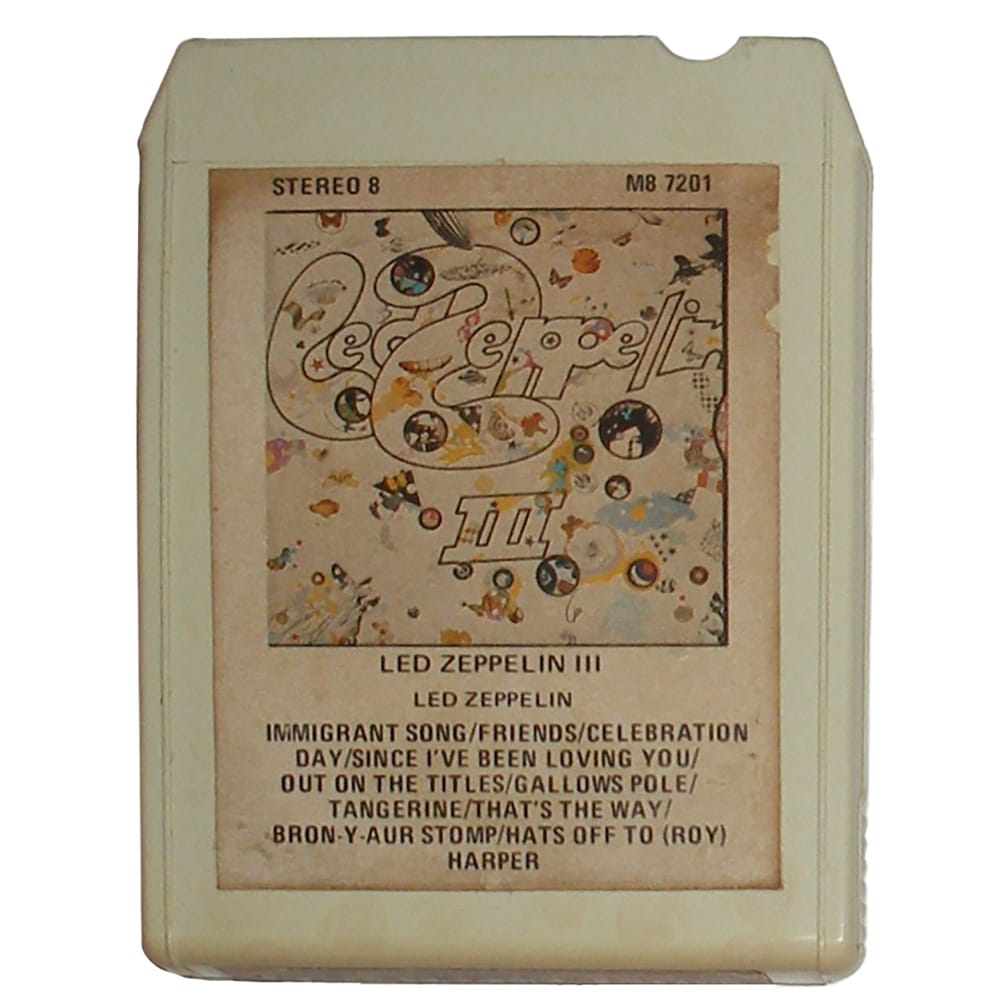 STEREO 8 M8 7201
Led Zeppelin
III
LED ZEPPELIN III
LED ZEPPELIN
IMMIGRANT SONG/FRIENDS/CELEBRATION
DAY/SINCE I'VE BEEN LOVING YOU/
OUT ON THE TITLES/GALLOWS POLE/
TANGERINE/THAT'S THE WAY/
BRON-Y-AUR STOMP/HATS OFF TO (ROY)
HARPER